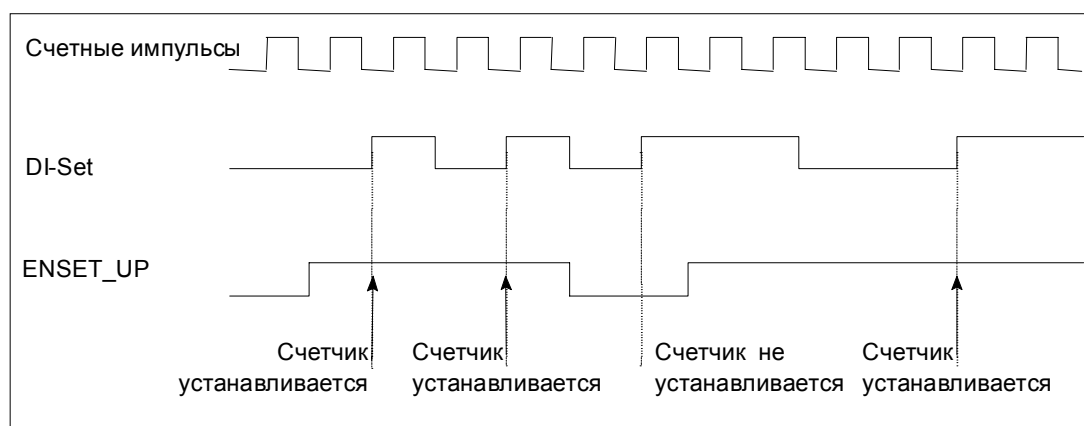 Счетные импульсы
DI-Set
ENSET_UP
Счетчик
устанавливается
Счетчик
устанавливается
Счетчик не
устанавливается
Счетчик
устанавливается